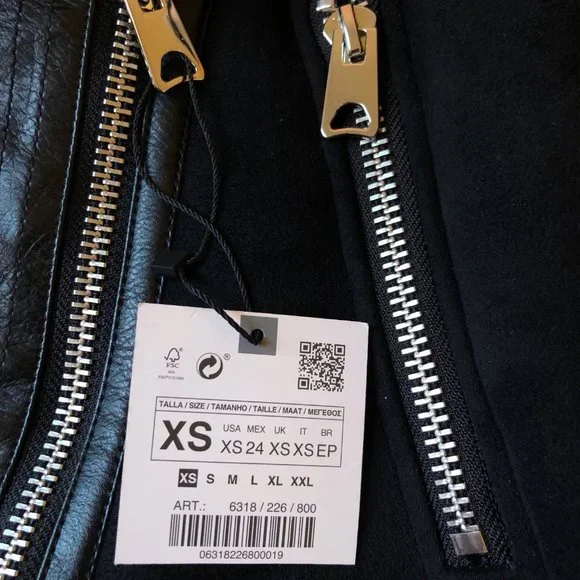 FSC
®
TALLA / SIZE / TAMANHO / TAILLE / MAAT / ΜΕΓΕΘΟΣ
XS
USA MEX UK IT BR
XS 24 XS XS EP
XS S M L XL XXL
ART.: 6318 / 226 / 800
06318226800019